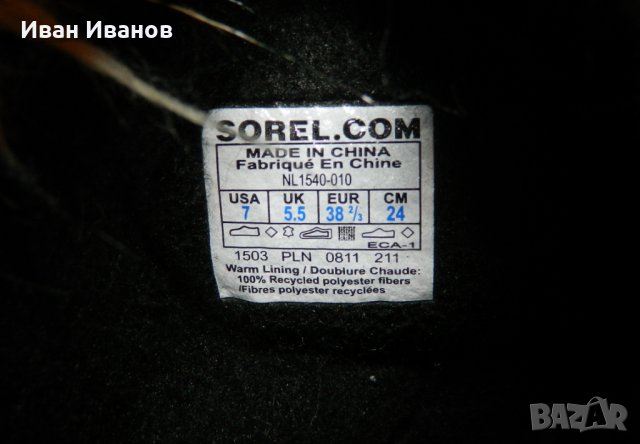 Иван Иванов
SOREL.COM
MADE IN CHINA
Fabriqué En Chine
NL1540-010
USA UK EUR CM
7 5.5 38 2/3 24
ECA-1
1503 PLN 0811 211
Warm Lining / Doublure Chaude:
100% Recycled polyester fibers
/Fibres polyester recyclées
BAZAR